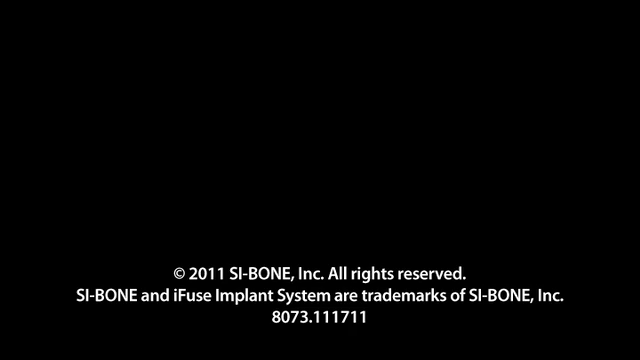 © 2011 SI-BONE, Inc. All rights reserved.
SI-BONE and iFuse Implant System are trademarks of SI-BONE, Inc.
8073.111711